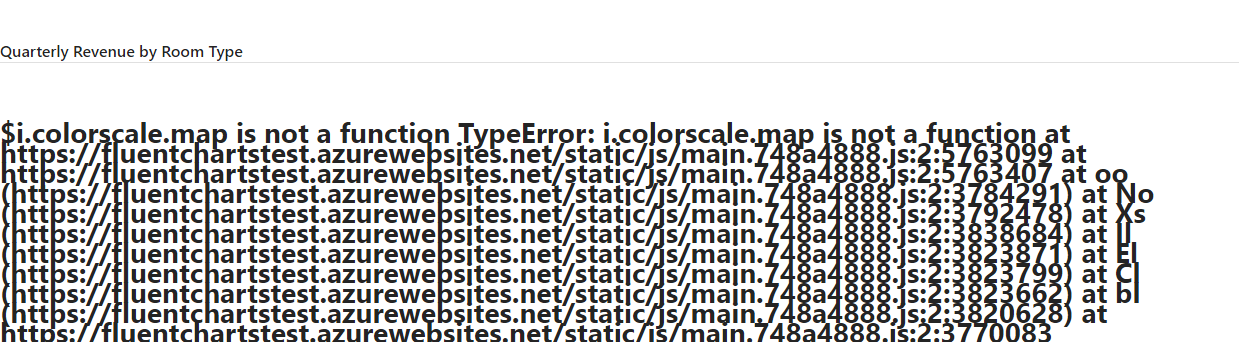 Quarterly Revenue by Room Type
$i.colorscale.map is not a function TypeError: i.colorscale.map is not a function at
https://fluentchartstest.azurewebsites.net/static/js/main.748a4888.js:2:5763099 at
https://fluentchartstest.azurewebsites.net/static/js/main.748a4888.js:2:5763407 at oo
(https://fluentchartstest.azurewebsites.net/static/js/main.748a4888.js:2:3784291) at No
(https://fluentchartstest.azurewebsites.net/static/js/main.748a4888.js:2:3792478) at Xs
(https://fluentchartstest.azurewebsites.net/static/js/main.748a4888.js:2:3838684) at Il
(https://fluentchartstest.azurewebsites.net/static/js/main.748a4888.js:2:3823871) at El
(https://fluentchartstest.azurewebsites.net/static/js/main.748a4888.js:2:3823799) at Cl
(https://fluentchartstest.azurewebsites.net/static/js/main.748a4888.js:2:3823662) at bl
(https://fluentchartstest.azurewebsites.net/static/js/main.748a4888.js:2:3820628) at
https://fluentchartstest.azurewebsites.net/static/js/main.748a4888.js:2:3770083